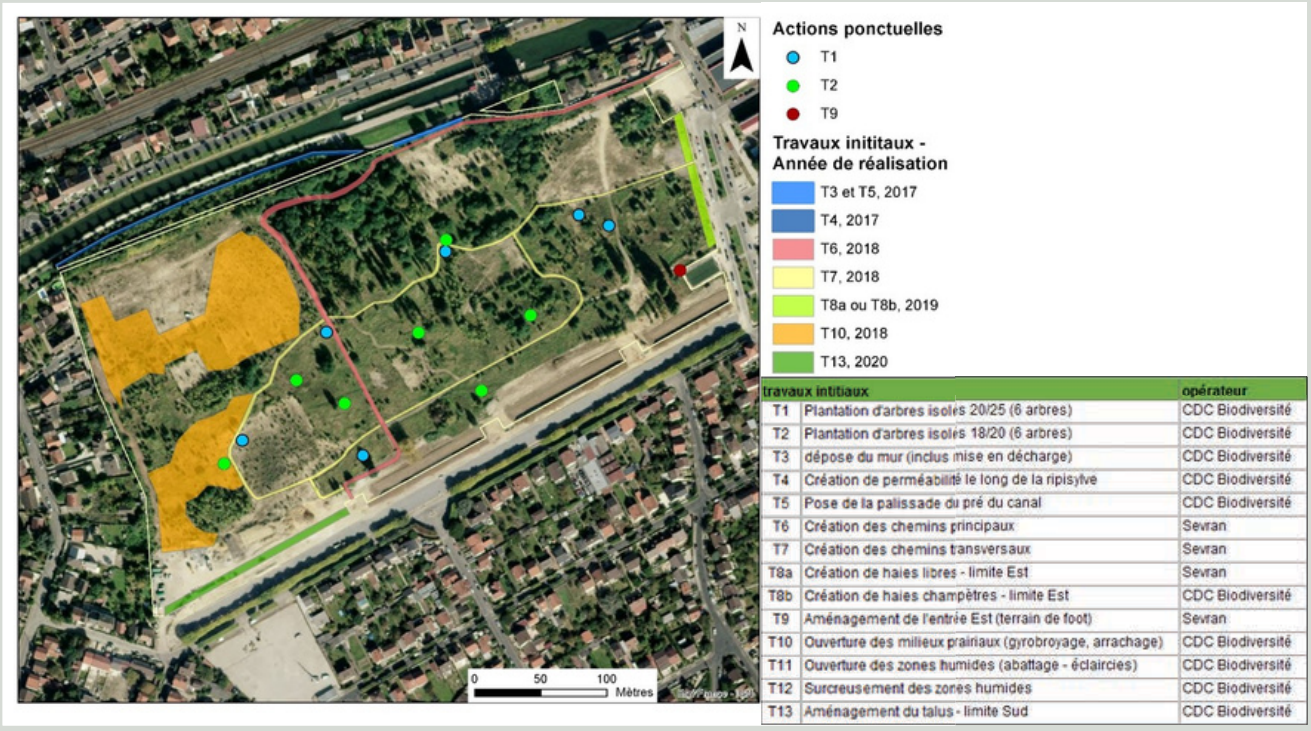 N
0 50 100
Mètres
Actions ponctuelles
T1
T2
T9
Travaux inititaux -
Année de réalisation
T3 et T5, 2017
T4, 2017
T6, 2018
T7, 2018
T8a ou T8b, 2019
T10, 2018
T13, 2020
travaux intitiaux opérateur
T1 Plantation d'arbres isolés 20/25 (6 arbres) CDC Biodiversité
T2 Plantation d'arbres isolés 18/20 (6 arbres) CDC Biodiversité
T3 dépose du mur (inclus mise en décharge) CDC Biodiversité
T4 Création de perméabilité le long de la ripisylve CDC Biodiversité
T5 Pose de la palissade du pré du canal CDC Biodiversité
T6 Création des chemins principaux Sevran
T7 Création des chemins transversaux Sevran
T8a Création de haies libres - limite Est Sevran
T8b Création de haies champètres - limite Est CDC Biodiversité
T9 Aménagement de l'entrée Est (terrain de foot) Sevran
T10 Ouverture des milieux prairiaux (gyrobroyage, arrachage) CDC Biodiversité
T11 Ouverture des zones humides (abattage - éclaircies) CDC Biodiversité
T12 Surcreusement des zones humides CDC Biodiversité
T13 Aménagement du talus - limite Sud CDC Biodiversité